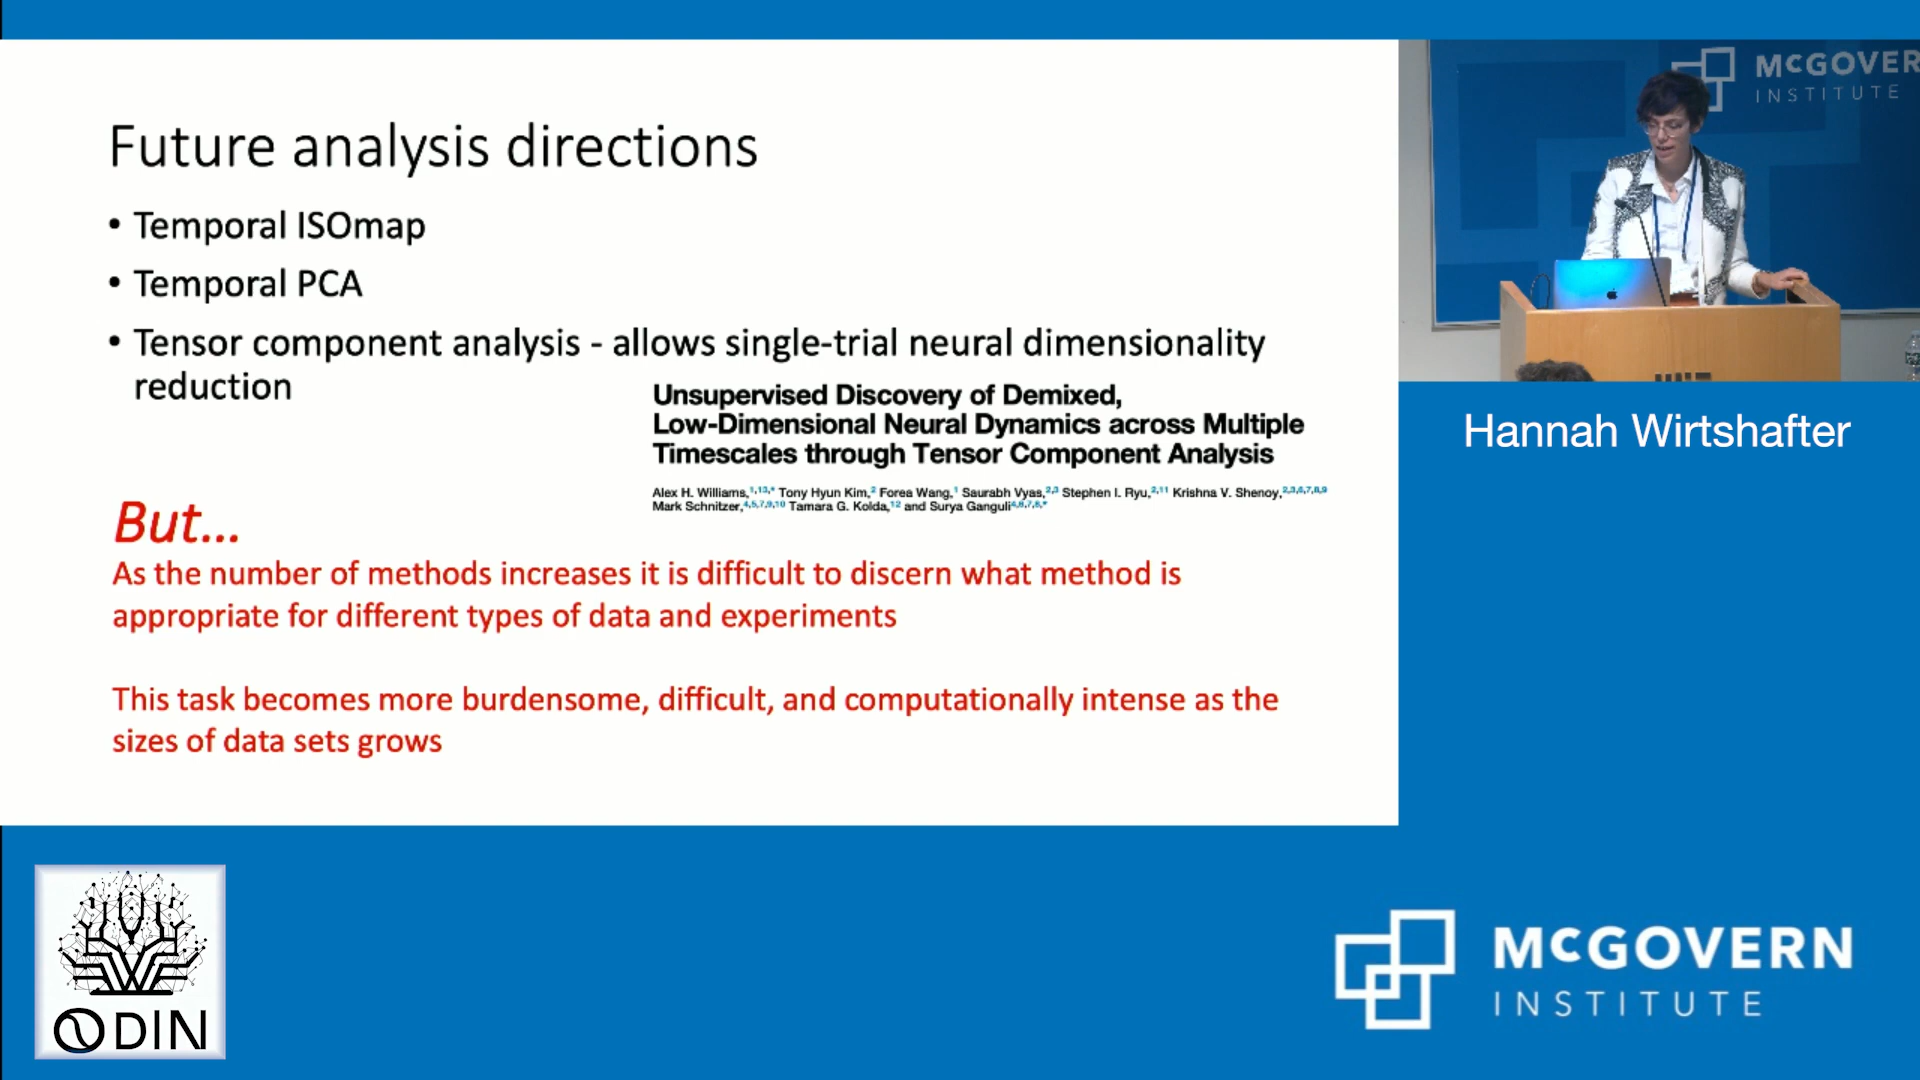 Future analysis directions
• Temporal ISOmap
• Temporal PCA
• Tensor component analysis - allows single-trial neural dimensionality
reduction
Unsupervised Discovery of Demixed,
Low-Dimensional Neural Dynamics across Multiple
Timescales through Tensor Component Analysis
Alex H. Williams,1,13,* Tony Hyun Kim,2 Forea Wang,1 Saurabh Vyas,2,3 Stephen I. Ryu,2,11 Krishna V. Shenoy,2,3,6,7,8,9
Mark Schnitzer,4,5,7,9,10 Tamara G. Kolda,12 and Surya Ganguli4,6,7,8,*
But...
As the number of methods increases it is difficult to discern what method is
appropriate for different types of data and experiments
This task becomes more burdensome, difficult, and computationally intense as the
sizes of data sets grows
McGOVER
INSTITUTE
Hannah Wirtshafter
ODIN
McGOVERN
INSTITUTE